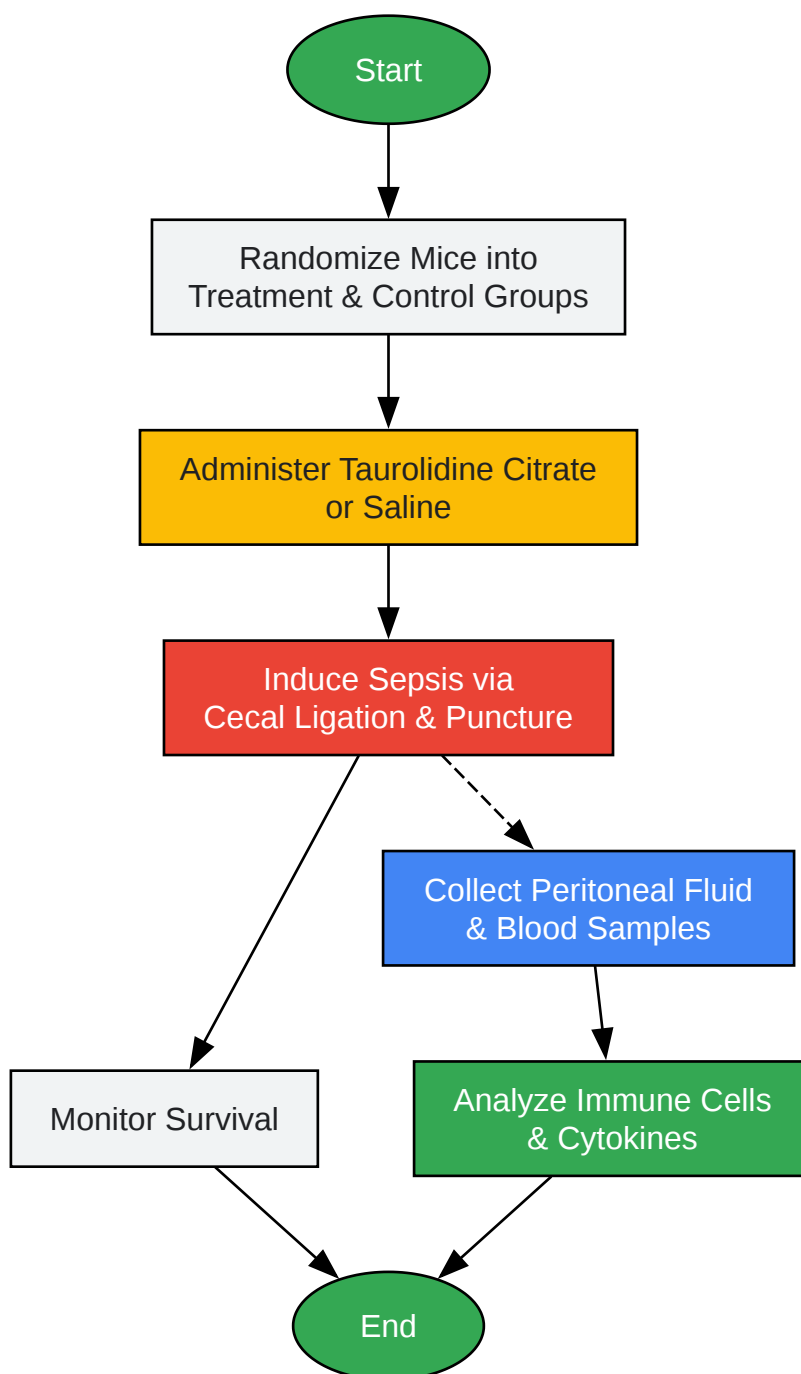 Start
Randomize Mice into
Treatment & Control Groups
Administer Taurolidine Citrate
or Saline
Induce Sepsis via
Cecal Ligation & Puncture
Collect Peritoneal Fluid
& Blood Samples
Monitor Survival
Analyze Immune Cells
& Cytokines
End